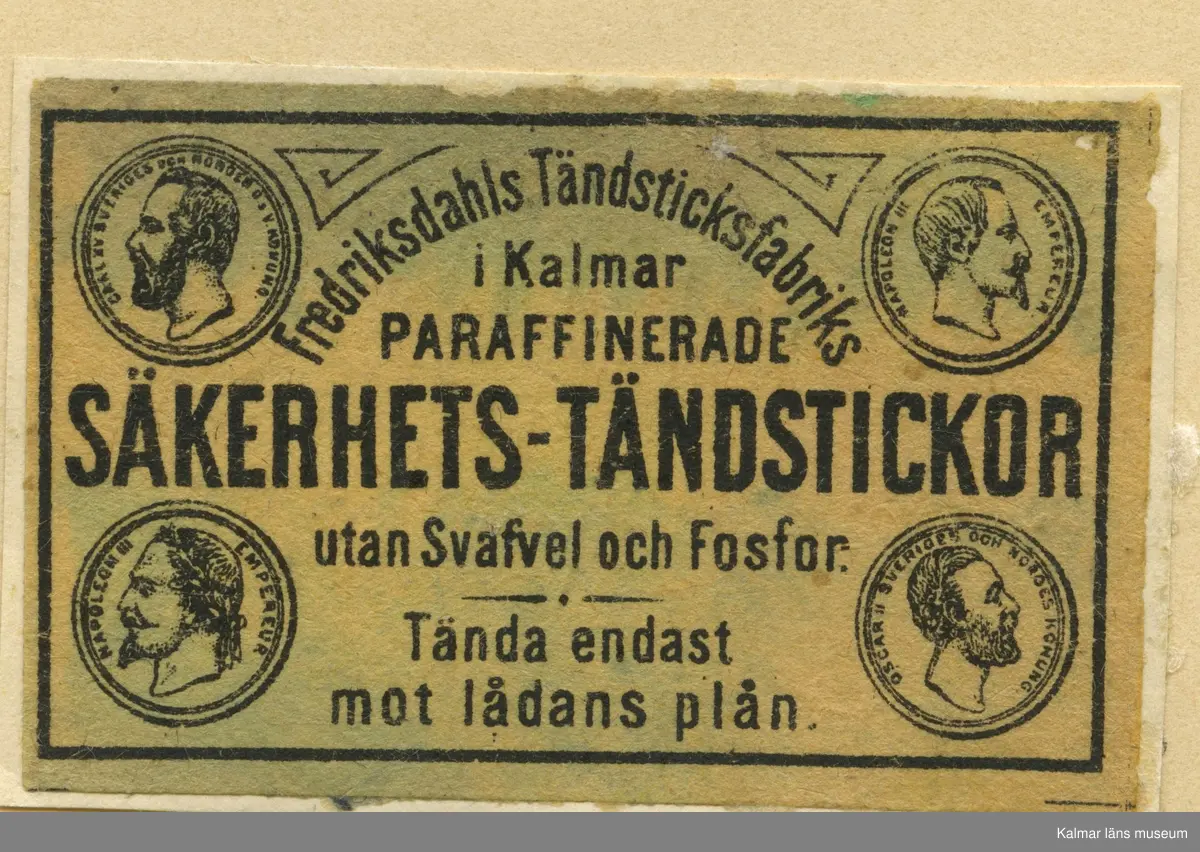 CARL XV SVERIGES OCH NORGES G.O.V. KONUNG
Fredriksdahls Tändsticksfabriks
NAPOLEON III EMPEREUR
i Kalmar
PARAFFINERADE
SÄKERHETS-TÄNDSTICKOR
utan Svafvel och Fosfor.
NAPOLEON III EMPEREUR
OSCAR II SVERIGES OCH NORGES KONUNG
Tända endast
mot lådans plån.
Kalmar läns museum